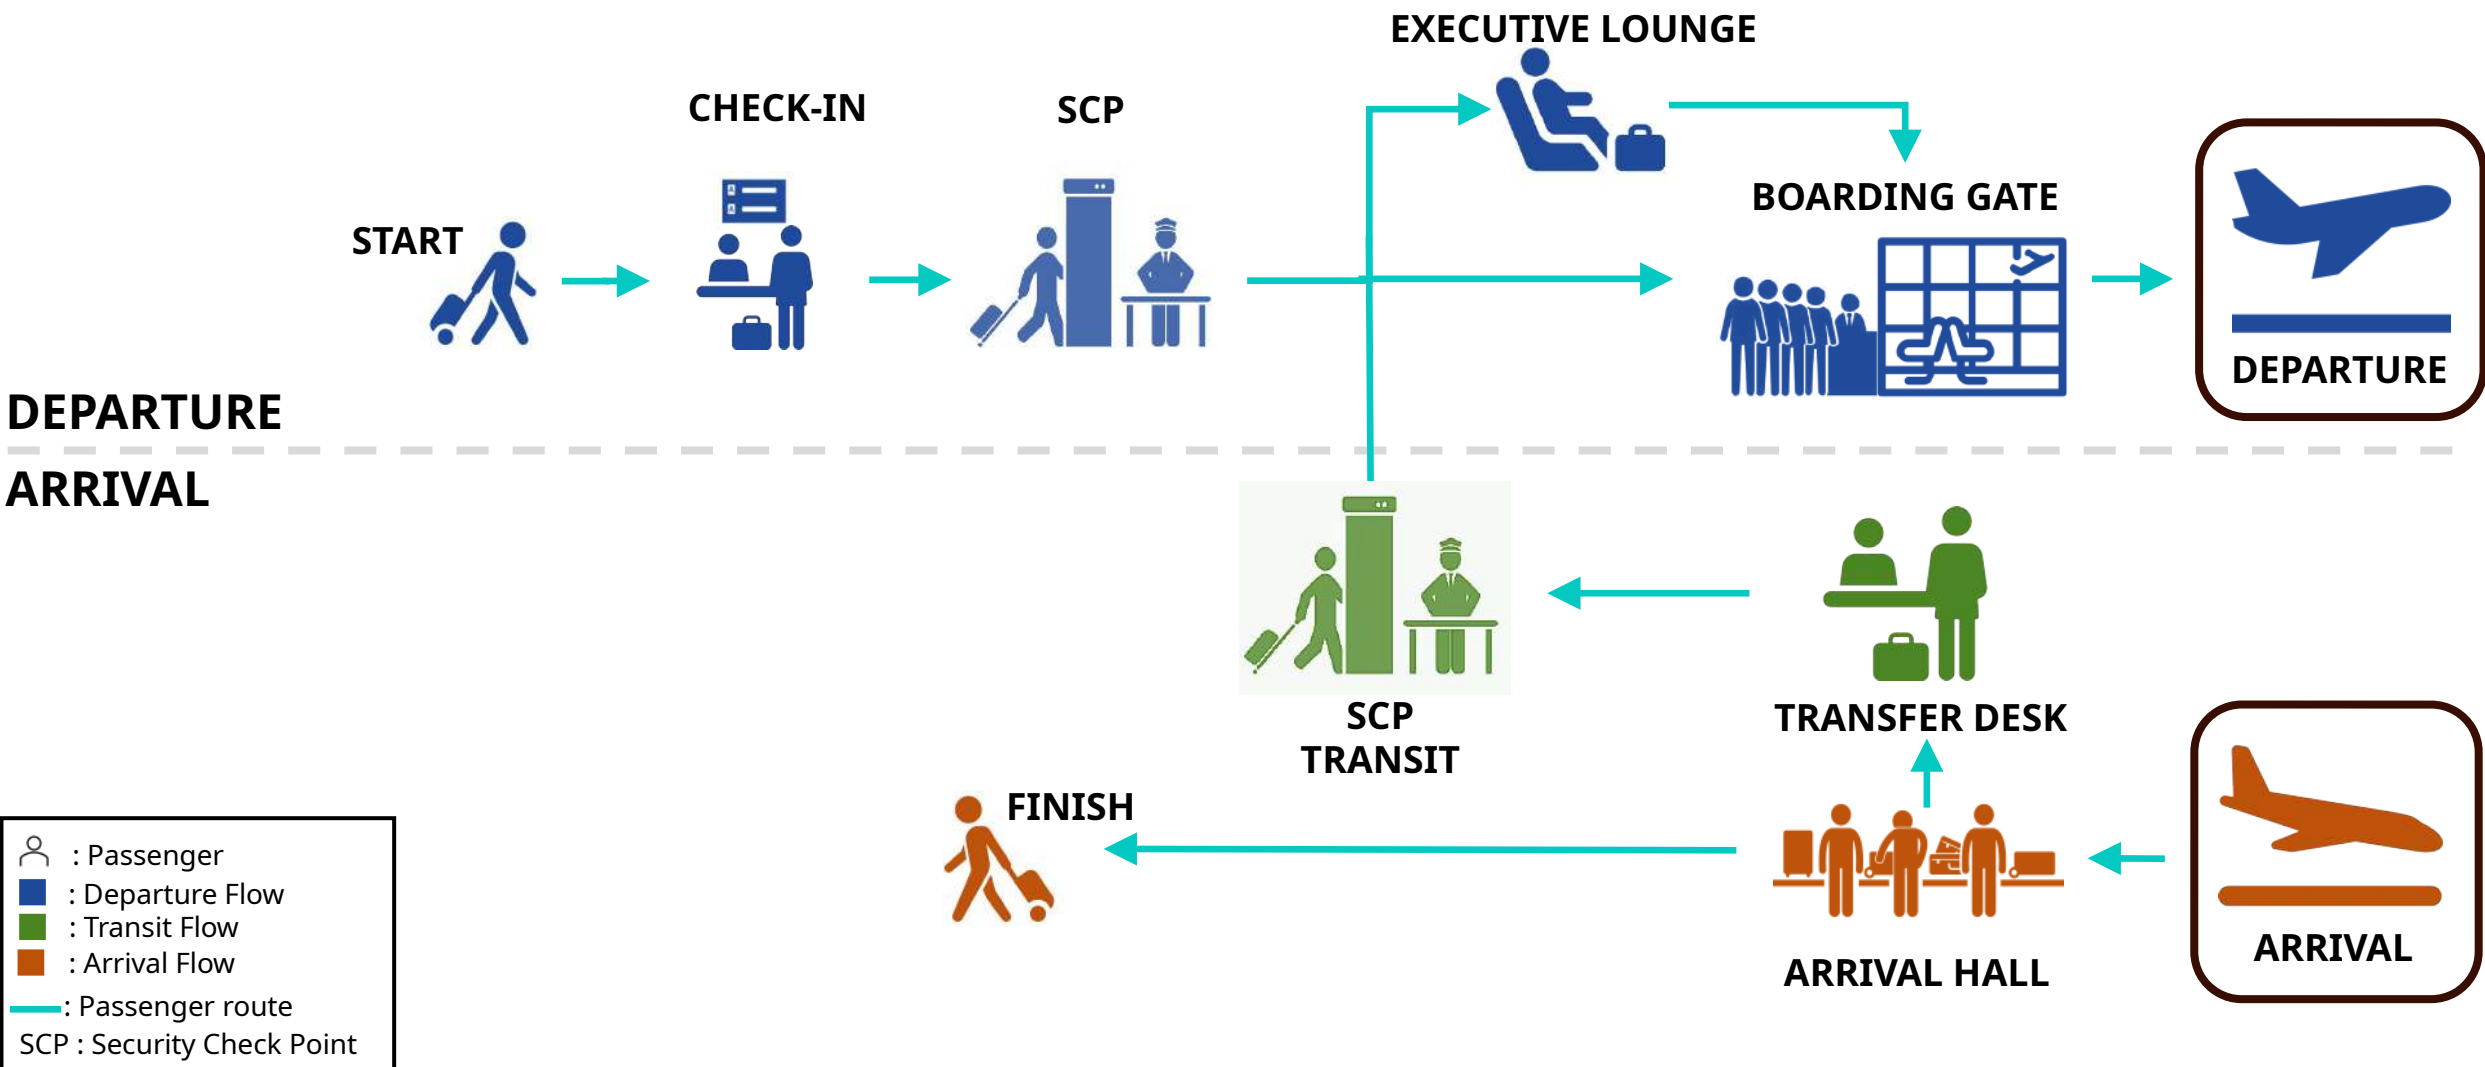 EXECUTIVE LOUNGE
CHECK-IN
SCP
BOARDING GATE
START
DEPARTURE
DEPARTURE
ARRIVAL
SCP
TRANSIT
TRANSFER DESK
FINISH
ARRIVAL
ARRIVAL HALL
: Passenger
: Departure Flow
: Transit Flow
: Arrival Flow
: Passenger route
SCP : Security Check Point